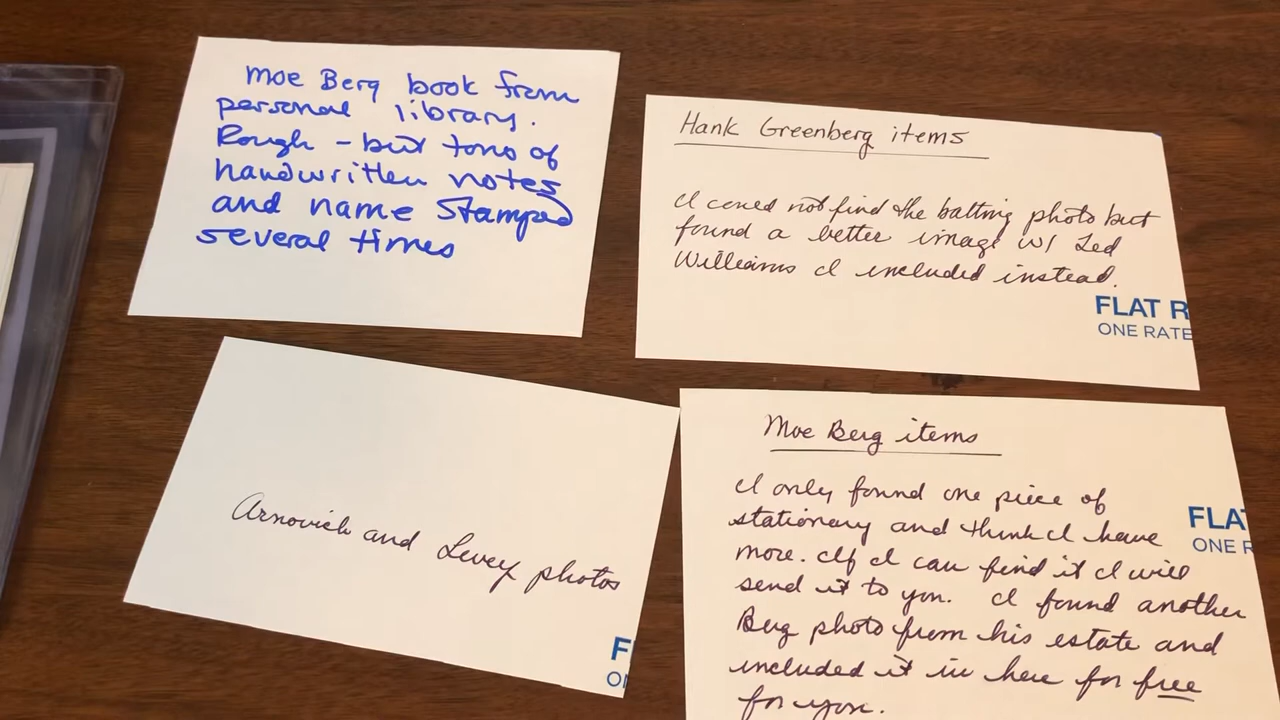 Moe Berg book from
personal library.
Rough - but tons of
handwritten notes
and name Stamped
several times
Hank Greenberg items
I could not find the batting photo but
found a better image w/ Ted
Williams I included instead.
FLAT R
ONE RATE
Arnovich and Levey photos
F
O
Moe Berg items
I only found one piece of
stationary and think I have
more. If I can find it I will
send it to you. I found another
Berg photo from his estate and
included it in here for free
for you.
FLA
ONE R